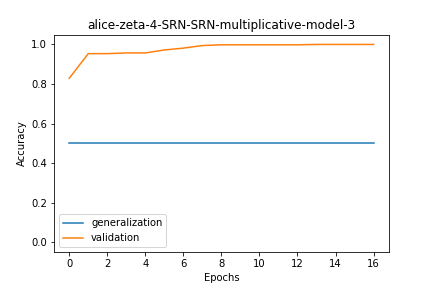 alice-zeta-4-SRN-SRN-multiplicative-model-3
1.0
0.8
0.6
0.4
0.2
0.0
Accuracy
generalization
validation
0 2 4 6 8 10 12 14 16
Epochs